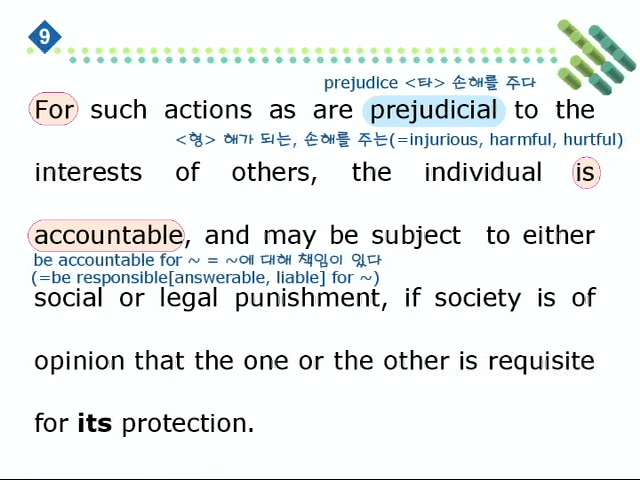 9
prejudice <타> 손해를 주다
For such actions as are prejudicial to the
<형> 해가 되는, 손해를 주는(=injurious, harmful, hurtful)
interests of others, the individual is
accountable, and may be subject to either
be accountable for ~ = ~에 대해 책임이 있다
(=be responsible[answerable, liable] for ~)
social or legal punishment, if society is of
opinion that the one or the other is requisite
for its protection.